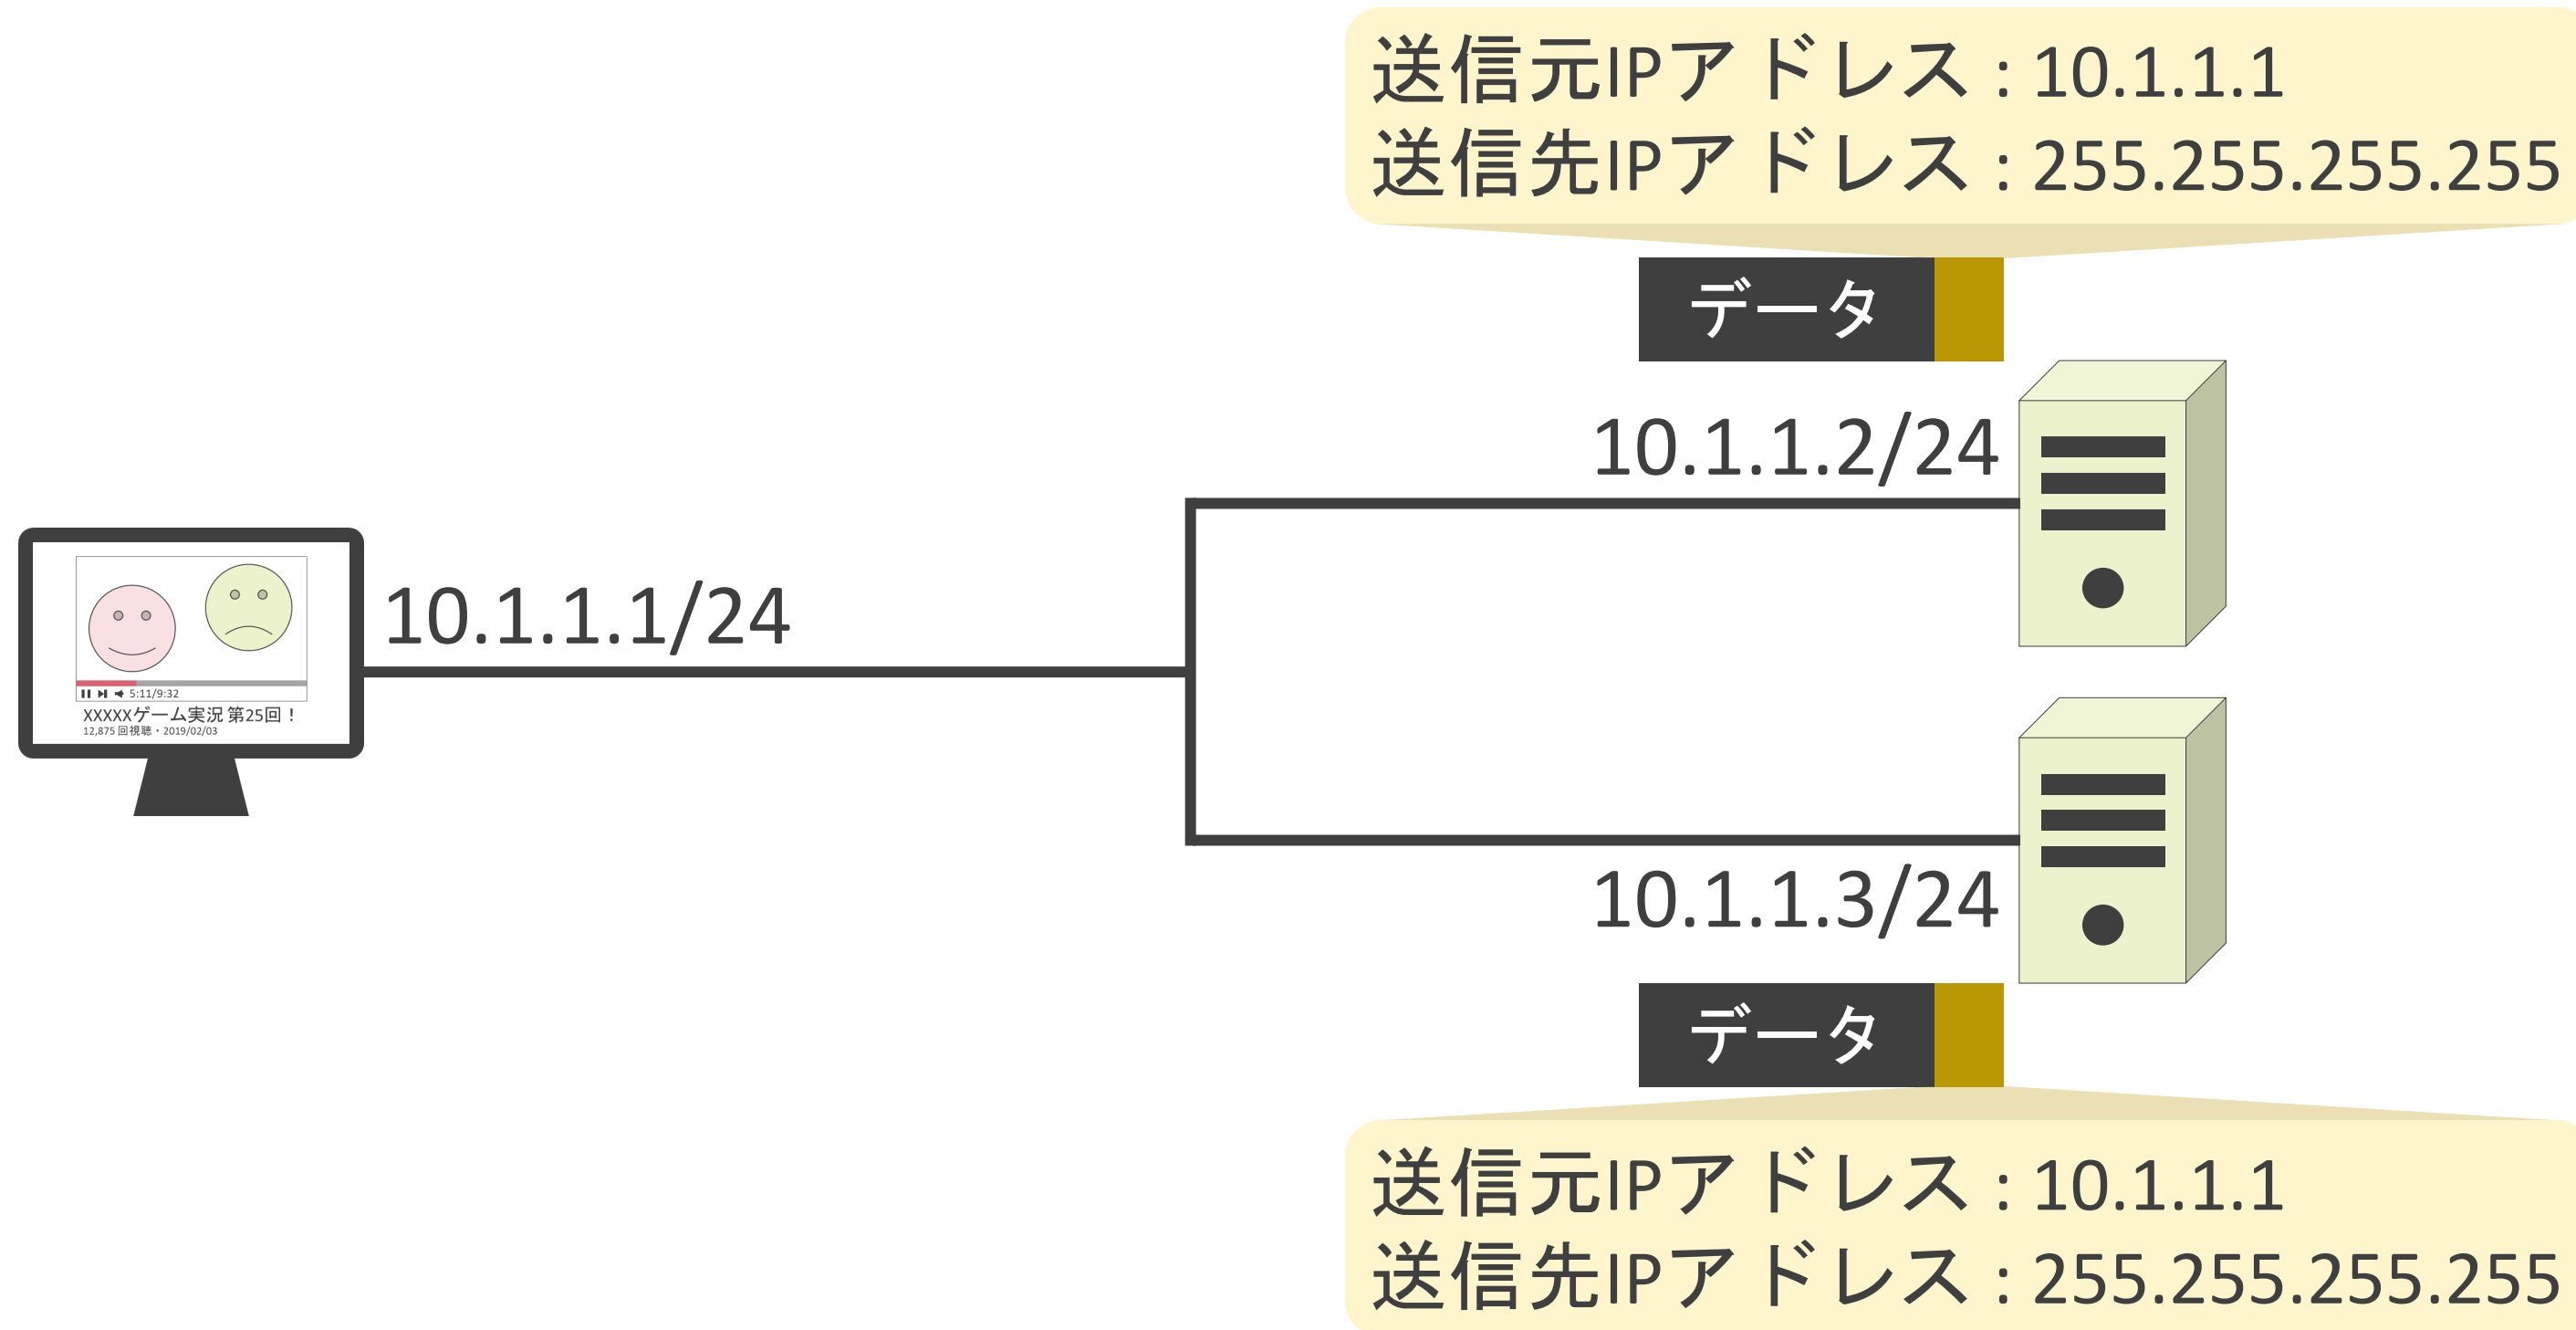 送信元IPアドレス : 10.1.1.1
送信先IPアドレス : 255.255.255.255
データ
10.1.1.2/24
10.1.1.1/24
5:11/9:32
XXXXXゲーム実況 第25回!
12,875 回視聴・2019/02/03
10.1.1.3/24
データ
送信元IPアドレス : 10.1.1.1
送信先IPアドレス : 255.255.255.255